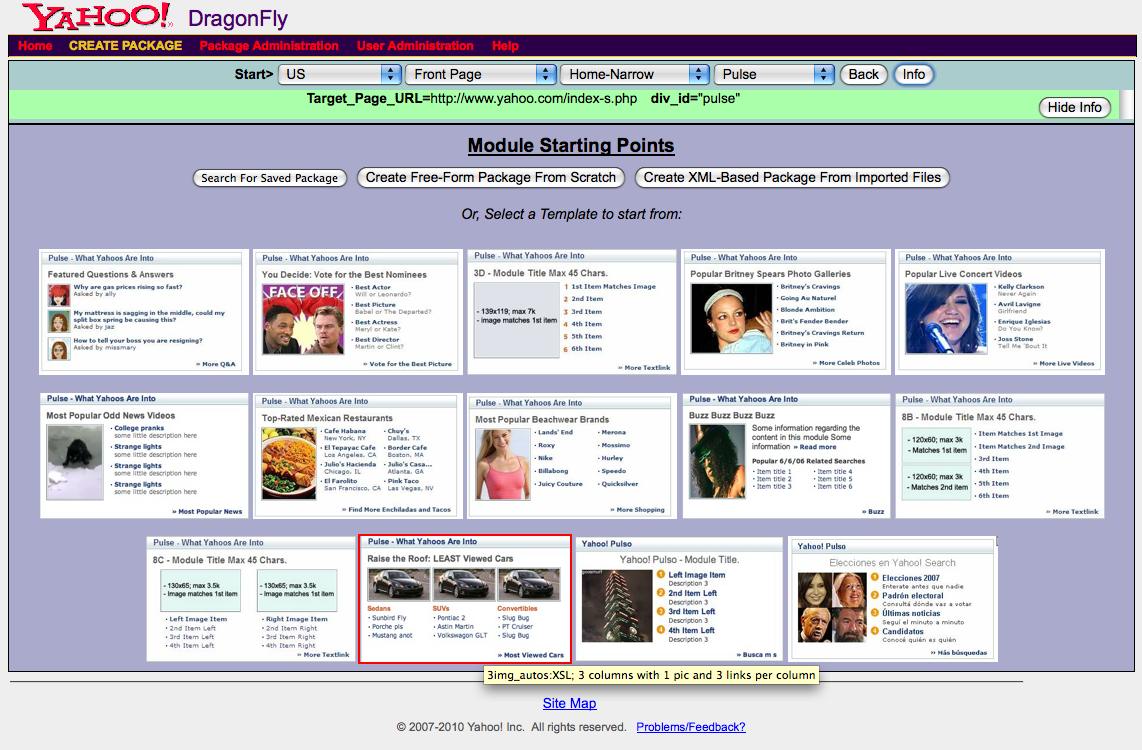 YAHOO! DragonFly
Home CREATE PACKAGE Package Administration User Administration Help
Start> US Front Page Home-Narrow Pulse Back Info
Target_Page_URL=http://www.yahoo.com/index-s.php div_id="pulse"
Hide Info
Module Starting Points
Search For Saved Package Create Free-Form Package From Scratch Create XML-Based Package From Imported Files
Or, Select a Template to start from:
Pulse - What Yahoos Are Into
Featured Questions & Answers
Why are gas prices rising so fast?
Asked by ally
My mattress is sagging in the middle, could my
split box spring be causing this?
Asked by jaz
How to tell your boss you are resigning?
Asked by missmary
» More Q&A
Pulse - What Yahoos Are Into
You Decide: Vote for the Best Nominees
FACE OFF
· Best Actor
Will or Leonardo?
· Best Picture
Babel or The Departed?
· Best Actress
Meryl or Kate?
· Best Director
Martin or Clint?
» Vote for the Best Picture
Pulse - What Yahoos Are Into
3D - Module Title Max 45 Chars.
- 139x119; max 7k
- image matches 1st item
1 1st Item Matches Image
2 2nd Item
3 3rd Item
4 4th Item
5 5th Item
6 6th Item
» More Textlink
Pulse - What Yahoos Are Into
Popular Britney Spears Photo Galleries
· Britney's Cravings
· Going Au Naturel
· Blonde Ambition
· Brit's Fender Bender
· Britney's Cravings Return
· Britney in Pink
» More Celeb Photos
Pulse - What Yahoos Are Into
Popular Live Concert Videos
· Kelly Clarkson
Never Again
· Avril Lavigne
Girlfriend
· Enrique Iglesias
Do You Know?
· Joss Stone
Tell Me 'Bout It
» More Live Videos
Pulse - What Yahoos Are Into
Most Popular Odd News Videos
· College pranks
some little description here
· Strange lights
some little description here
· Strange lights
some little description here
· Strange lights
some little description here
» Most Popular News
Pulse - What Yahoos Are Into
Top-Rated Mexican Restaurants
· Cafe Habana · Chuy's
New York, NY Dallas, TX
· El Tepayac Cafe · Border Cafe
Los Angeles, CA Boston, MA
· Julio's Hacienda · Julio's Casa...
Chicago, IL Atlanta, GA
· El Farolito · Pink Taco
San Francisco, CA Las Vegas, NV
» Find More Enchiladas and Tacos
Pulse - What Yahoos Are Into
Most Popular Beachwear Brands
· Lands' End · Merona
· Roxy · Mossimo
· Nike · Hurley
· Billabong · Speedo
· Juicy Couture · Quicksilver
» More Shopping
Pulse - What Yahoos Are Into
Buzz Buzz Buzz Buzz
Some information regarding the
content in this module Some
information » Read more
Popular 6/6/06 Related Searches
· Item title 1 · Item title 4
· Item title 2 · Item title 5
· Item title 3 · Item title 6
» Buzz
Pulse - What Yahoos Are Into
8B - Module Title Max 45 Chars.
- 120x60; max 3k
- Matches 1st item
- 120x60; max 3k
- Matches 2nd item
· Item Matches 1st Image
· Item Matches 2nd Image
· 3rd Item
· 4th Item
· 5th Item
· 6th Item
» More Textlink
Pulse - What Yahoos Are Into
8C - Module Title Max 45 Chars.
- 130x65; max 3.5k - 130x65; max 3.5k
- Image matches 1st item - Image matches 1st item
· Left Image Item · Right Image Item
· 2nd Item Left · 2nd Item Right
· 3rd Item Left · 3rd Item Right
· 4th Item Left · 4th Item Right
» More Textlink
Pulse - What Yahoos Are Into
Raise the Roof: LEAST Viewed Cars
Sedans SUVs Convertibles
· Sunbird Fly · Pontiac 2 · Slug Bug
· Porche pls · Astin Martin · PT Cruiser
· Mustang anot · Volkswagon GLT · Slug Bug
» Most Viewed Cars
Yahoo! Pulso
Yahoo! Pulso - Module Title.
1 Left Image Item
Description 3
2 2nd Item Left
Description 3
3 3rd Item Left
Description 3
4 4th Item Left
Description 3
» Busca m s
Yahoo! Pulso
Elecciones en Yahoo! Search
1 Elecciones 2007
Enterate antes que nadie
2 Padrón electoral
Consultá dónde vas a votar
3 Últimas noticias
Seguí el minuto a minuto
4 Candidatos
Conocé quién es quién
» Más búsquedas
3img_autos:XSL; 3 columns with 1 pic and 3 links per column
Site Map
© 2007-2010 Yahoo! Inc. All rights reserved. Problems/Feedback?